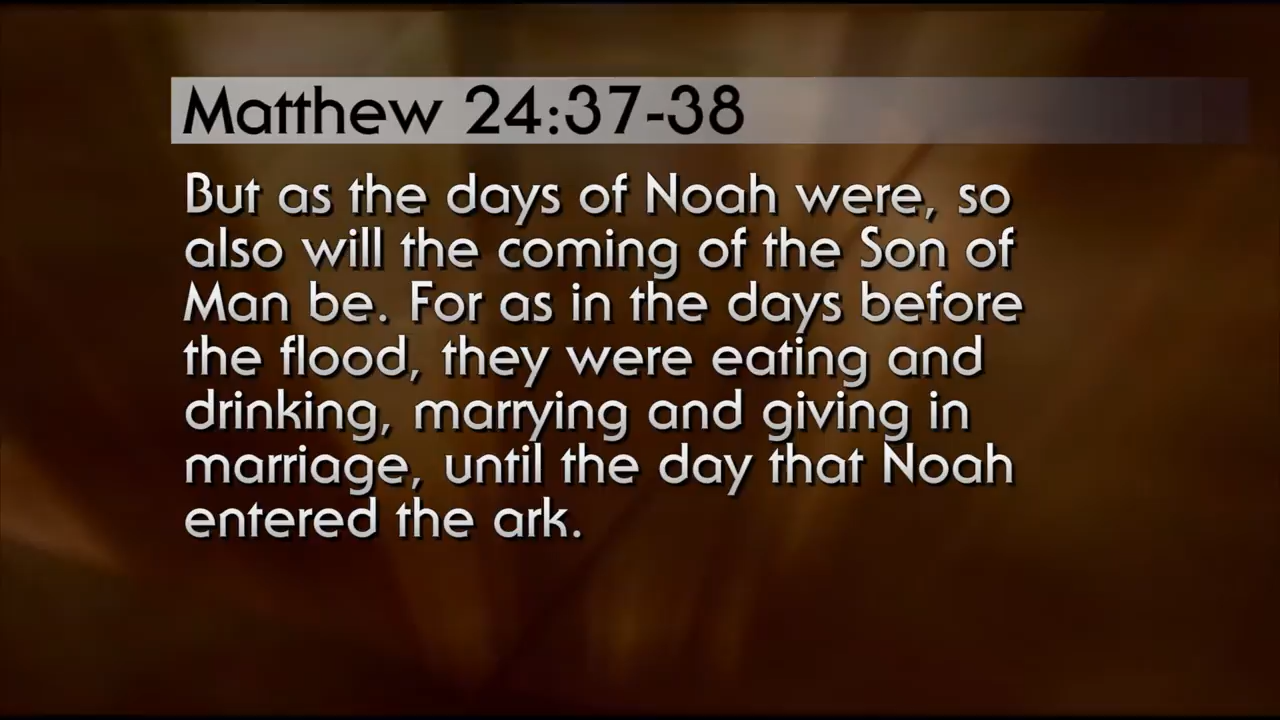 Matthew 24:37-38
But as the days of Noah were, so
also will the coming of the Son of
Man be. For as in the days before
the flood, they were eating and
drinking, marrying and giving in
marriage, until the day that Noah
entered the ark.